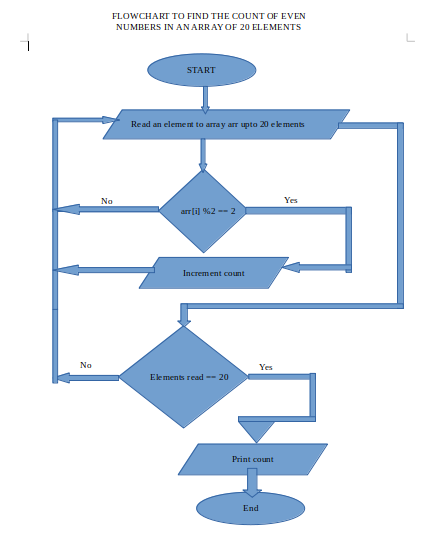 FLOWCHART TO FIND THE COUNT OF EVEN
NUMBERS IN AN ARRAY OF 20 ELEMENTS
START
Read an element to array arr upto 20 elements
No
Yes
arr[i] %2 == 2
Increment count
No
Yes
Elements read == 20
Print count
End